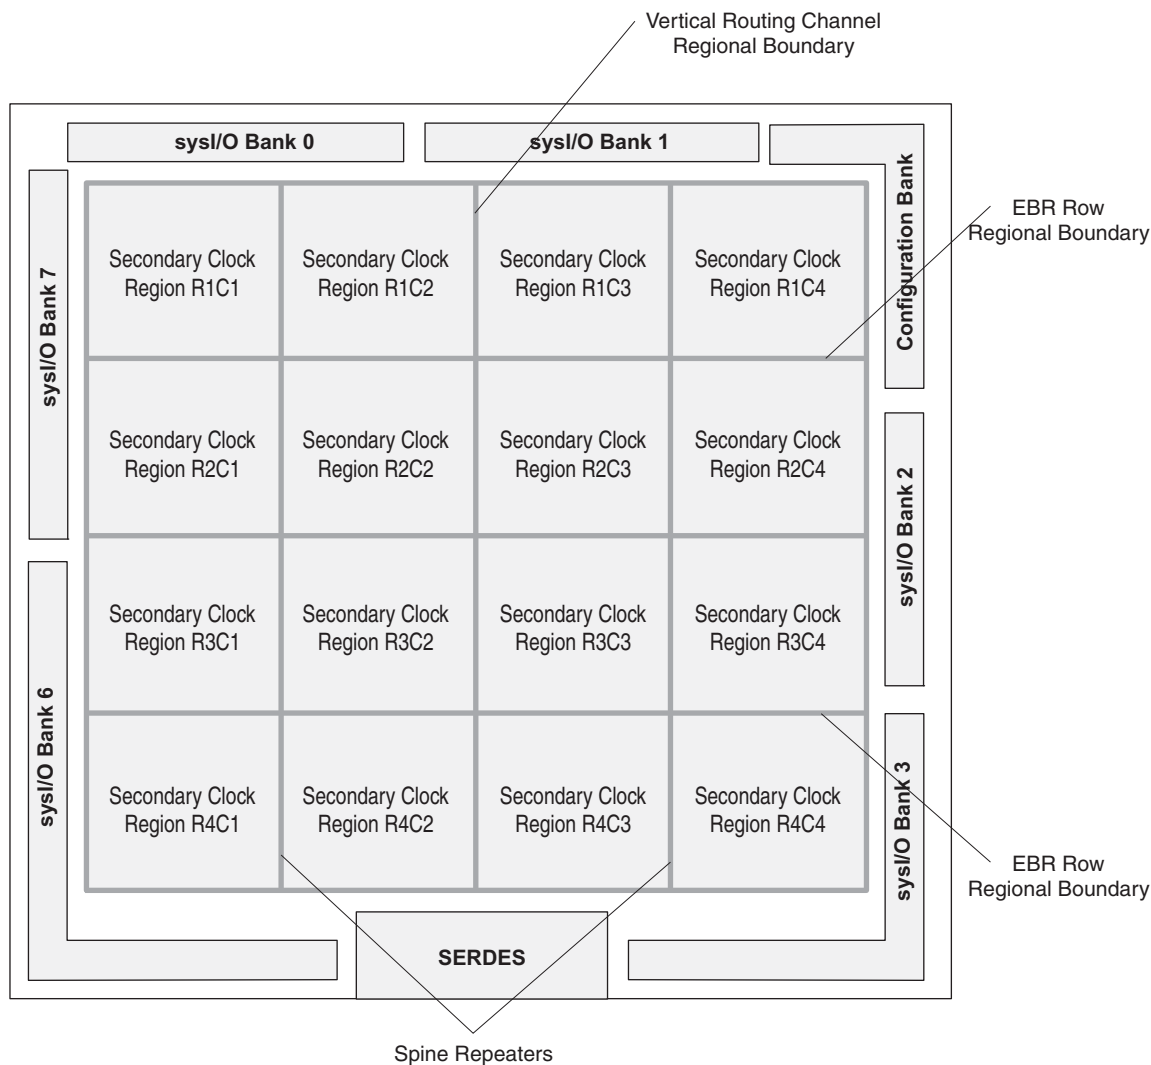 Vertical Routing Channel
Regional Boundary
sysI/O Bank 0
sysI/O Bank 1
Configuration Bank
EBR Row
Regional Boundary
sysI/O Bank 7
Secondary Clock
Region R1C1
Secondary Clock
Region R1C2
Secondary Clock
Region R1C3
Secondary Clock
Region R1C4
Secondary Clock
Region R2C1
Secondary Clock
Region R2C2
Secondary Clock
Region R2C3
Secondary Clock
Region R2C4
sysI/O Bank 2
Secondary Clock
Region R3C1
Secondary Clock
Region R3C2
Secondary Clock
Region R3C3
Secondary Clock
Region R3C4
sysI/O Bank 6
Secondary Clock
Region R4C1
Secondary Clock
Region R4C2
Secondary Clock
Region R4C3
Secondary Clock
Region R4C4
sysI/O Bank 3
EBR Row
Regional Boundary
SERDES
Spine Repeaters